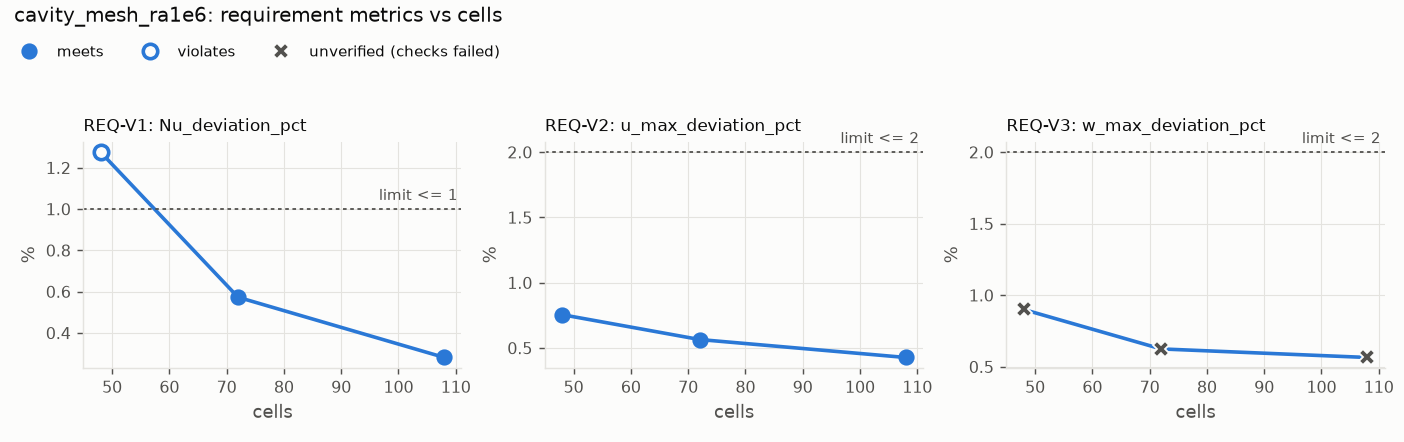 cavity_mesh_ra1e6: requirement metrics vs cells
meets violates unverified (checks failed)
REQ-V1: Nu_deviation_pct
limit <= 1
1.2
1.0
0.8
0.6
0.4
%
50 60 70 80 90 100 110
cells
REQ-V2: u_max_deviation_pct
limit <= 2
2.0
1.5
1.0
0.5
%
50 60 70 80 90 100 110
cells
REQ-V3: w_max_deviation_pct
limit <= 2
2.0
1.5
1.0
0.5
%
50 60 70 80 90 100 110
cells